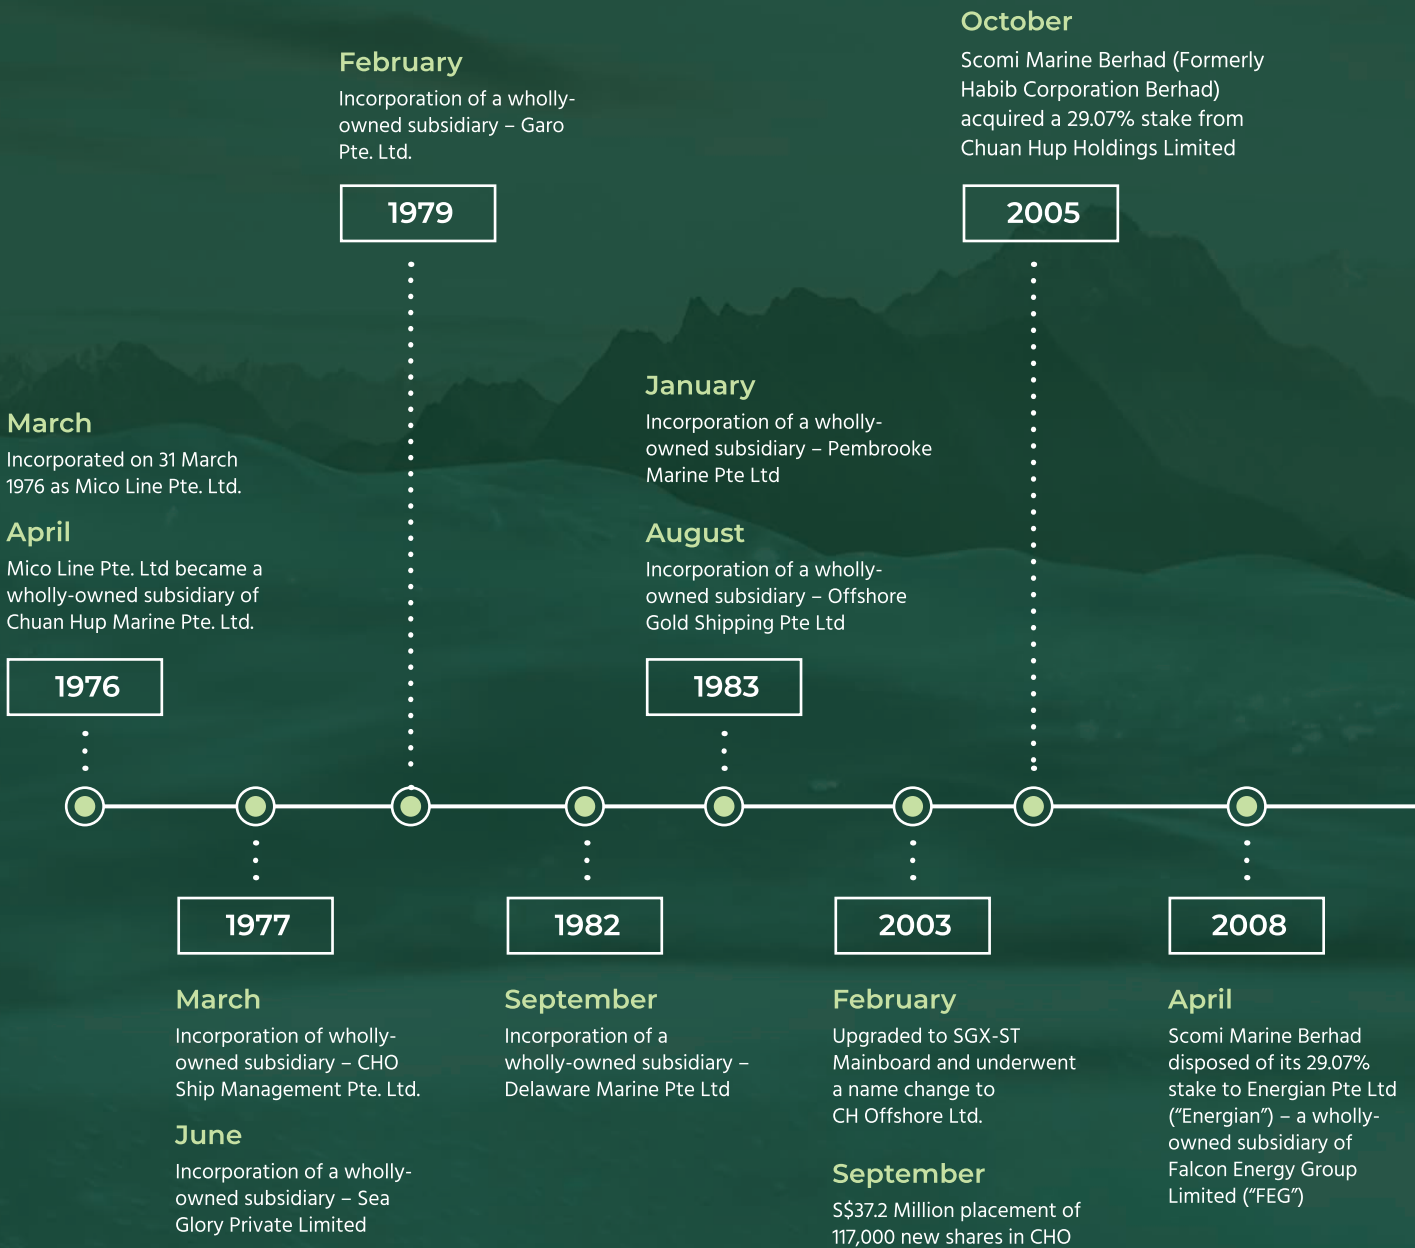 March
Incorporated on 31 March
1976 as Mico Line Pte. Ltd.
April
Mico Line Pte. Ltd became a
wholly-owned subsidiary of
Chuan Hup Marine Pte. Ltd.
1976
1977
March
Incorporation of wholly-
owned subsidiary – CHO
Ship Management Pte. Ltd.
June
Incorporation of a wholly-
owned subsidiary – Sea
Glory Private Limited
February
Incorporation of a wholly-
owned subsidiary – Garo
Pte. Ltd.
1979
1982
September
Incorporation of a
wholly-owned subsidiary –
Delaware Marine Pte Ltd
January
Incorporation of a wholly-
owned subsidiary – Pembrooke
Marine Pte Ltd
August
Incorporation of a wholly-
owned subsidiary – Offshore
Gold Shipping Pte Ltd
1983
2003
February
Upgraded to SGX-ST
Mainboard and underwent
a name change to
CH Offshore Ltd.
September
S$37.2 Million placement of
117,000 new shares in CHO
October
Scomi Marine Berhad (Formerly
Habib Corporation Berhad)
acquired a 29.07% stake from
Chuan Hup Holdings Limited
2005
2008
April
Scomi Marine Berhad
disposed of its 29.07%
stake to Energian Pte Ltd
(“Energian”) – a wholly-
owned subsidiary of
Falcon Energy Group
Limited (“FEG”)